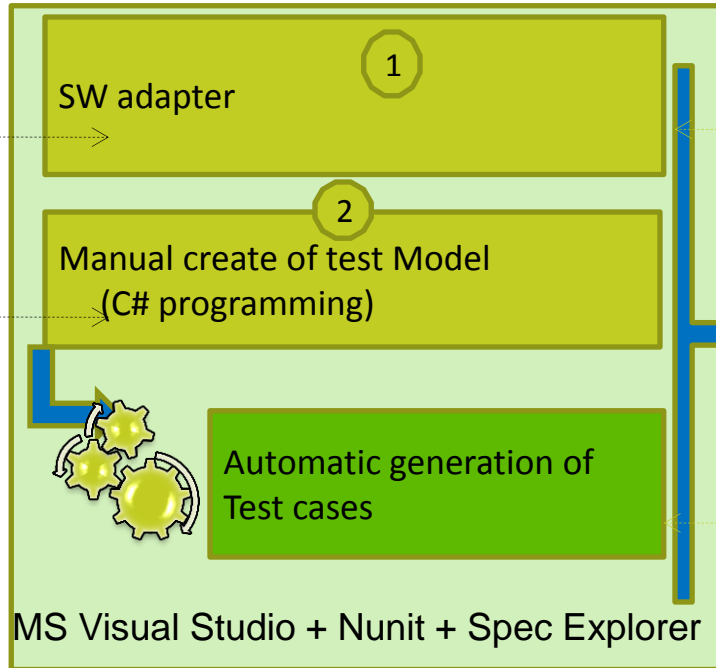 1
SW adapter
2
Manual create of test Model
(C# programming)
Automatic generation of
Test cases
MS Visual Studio + Nunit + Spec Explorer